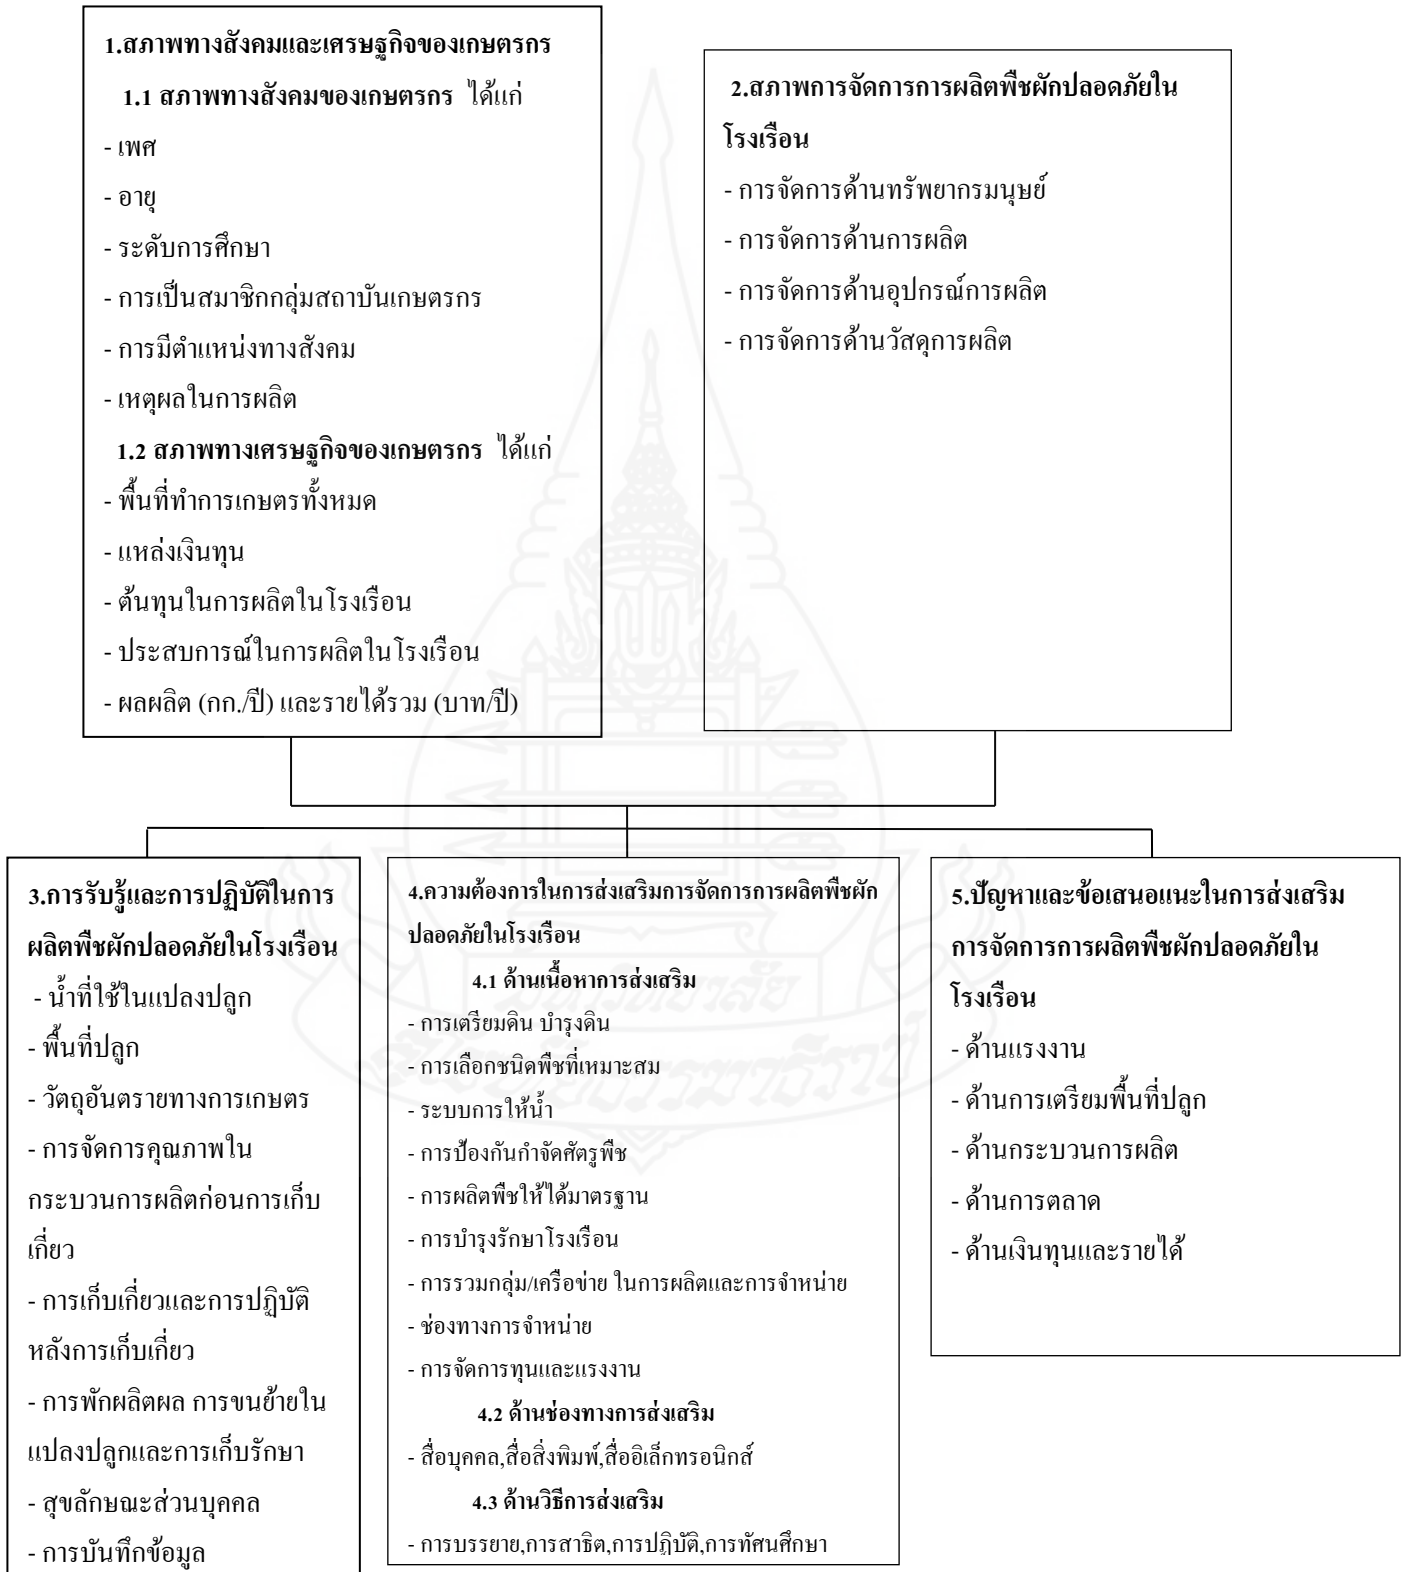 1.สภาพทางสังคมและเศรษฐกิจของเกษตรกร
1.1 สภาพทางสังคมของเกษตรกร ได้แก่
- เพศ
- อายุ
- ระดับการศึกษา
- การเป็นสมาชิกกลุ่มสถาบันเกษตรกร
- การมีตำแหน่งทางสังคม
- เหตุผลในการผลิต
1.2 สภาพทางเศรษฐกิจของเกษตรกร ได้แก่
- พื้นที่ทำการเกษตรทั้งหมด
- แหล่งเงินทุน
- ต้นทุนในการผลิตในโรงเรือน
- ประสบการณ์ในการผลิตในโรงเรือน
- ผลผลิต (กก./ปี) และรายได้รวม (บาท/ปี)
2.สภาพการจัดการการผลิตพืชผักปลอดภัยใน
โรงเรือน
- การจัดการด้านทรัพยากรมนุษย์
- การจัดการด้านการผลิต
- การจัดการด้านอุปกรณ์การผลิต
- การจัดการด้านวัสดุการผลิต
3.การรับรู้และการปฏิบัติในการ
ผลิตพืชผักปลอดภัยในโรงเรือน
- น้ำที่ใช้ในแปลงปลูก
- พื้นที่ปลูก
- วัตถุอันตรายทางการเกษตร
- การจัดการคุณภาพใน
กระบวนการผลิตก่อนการเก็บ
เกี่ยว
- การเก็บเกี่ยวและการปฏิบัติ
หลังการเก็บเกี่ยว
- การพักผลิตผล การขนย้ายใน
แปลงปลูกและการเก็บรักษา
- สุขลักษณะส่วนบุคคล
- การบันทึกข้อมูล
4.ความต้องการในการส่งเสริมการจัดการการผลิตพืชผัก
ปลอดภัยในโรงเรือน
4.1 ด้านเนื้อหาการส่งเสริม
- การเตรียมดิน บำรุงดิน
- การเลือกชนิดพืชที่เหมาะสม
- ระบบการให้น้ำ
- การป้องกันกำจัดศัตรูพืช
- การผลิตพืชให้ได้มาตรฐาน
- การบำรุงรักษาโรงเรือน
- การรวมกลุ่ม/เครือข่าย ในการผลิตและการจำหน่าย
- ช่องทางการจำหน่าย
- การจัดการทุนและแรงงาน
4.2 ด้านช่องทางการส่งเสริม
- สื่อบุคคล,สื่อสิ่งพิมพ์,สื่ออิเล็กทรอนิกส์
4.3 ด้านวิธีการส่งเสริม
- การบรรยาย,การสาธิต,การปฏิบัติ,การทัศนศึกษา
5.ปัญหาและข้อเสนอแนะในการส่งเสริม
การจัดการการผลิตพืชผักปลอดภัยใน
โรงเรือน
- ด้านแรงงาน
- ด้านการเตรียมพื้นที่ปลูก
- ด้านกระบวนการผลิต
- ด้านการตลาด
- ด้านเงินทุนและรายได้
มหาวิทยาลัย
สุโขทัยธรรมาธิราช